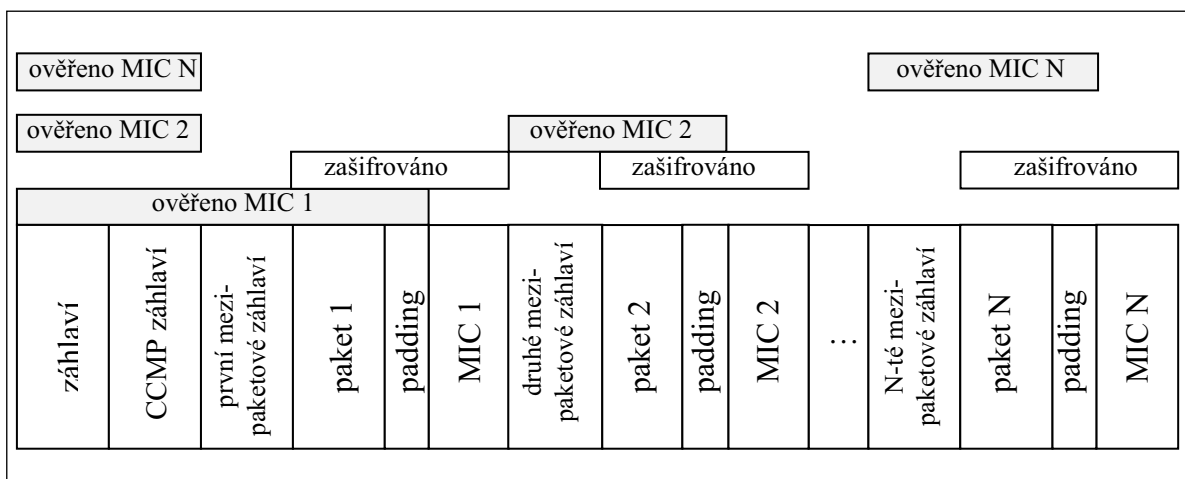 ověřeno MIC N
ověřeno MIC N
ověřeno MIC 2
ověřeno MIC 2
zašifrováno
zašifrováno
zašifrováno
ověřeno MIC 1
záhlaví
CCMP záhlaví
první mezi-
paketové záhlaví
paket 1
padding
MIC 1
druhé mezi-
paketové záhlaví
paket 2
padding
MIC 2
…
N-té mezi-
paketové záhlaví
paket N
padding
MIC N